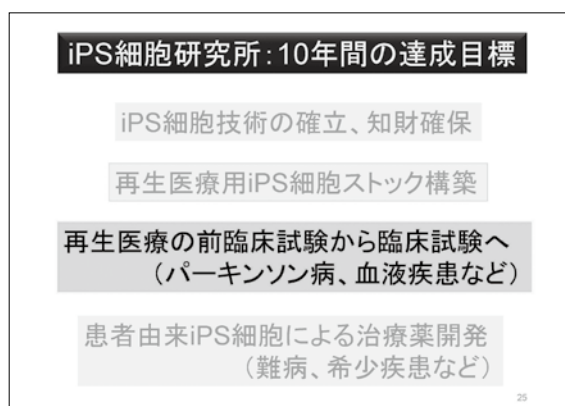 iPS細胞研究所：10年間の達成目標
iPS細胞技術の確立、知財確保
再生医療用iPS細胞ストック構築
再生医療の前臨床試験から臨床試験へ
（パーキンソン病、血液疾患など）
患者由来iPS細胞による治療薬開発
（難病、希少疾患など）
25